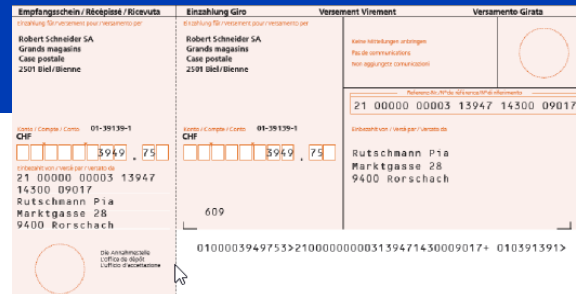 Empfangsschein / Récépissé / Ricevuta
Einzahlung für / Versement pour / Versamento per
Robert Schneider SA
Grands magasins
Case postale
2501 Biel/Bienne
Konto / Compte / Conto 01-39139-1
CHF
3949 . 75
Einbezahlt von / Versé par / Versato da
21 00000 00003 13947
14300 09017
Rutschmann Pia
Marktgasse 28
9400 Rorschach
Die Annahmestelle
L'office de dépôt
L'ufficio d'accettazione
Einzahlung Giro
Versement Virement
Versamento Girata
Einzahlung für / Versement pour / Versamento per
Robert Schneider SA
Grands magasins
Case postale
2501 Biel/Bienne
Konto / Compte / Conto 01-39139-1
CHF
3949 . 75
609
Keine Mitteilungen anbringen
Pas de communications
Non aggiungete comunicazioni
Referenz-Nr./N° de référence/N° di riferimento
21 00000 00003 13947 14300 09017
Einbezahlt von / Versé par / Versato da
Rutschmann Pia
Marktgasse 28
9400 Rorschach
0100003949753>210000000003139471430009017+ 010391391>